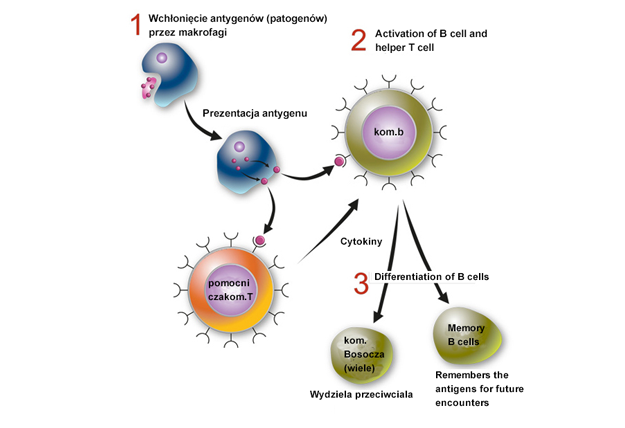 1 Wchłonięcie antygenów (patogenów)
przez makrofagi
2 Activation of B cell and
helper T cell
Prezentacja antygenu
kom.b
Cytokiny
pomocni
czakom.T
3 Differentiation of B cells
kom.
Bosocza
(wiele)
Wydziela przeciwciala
Memory
B cells
Remembers the
antigens for future
encounters